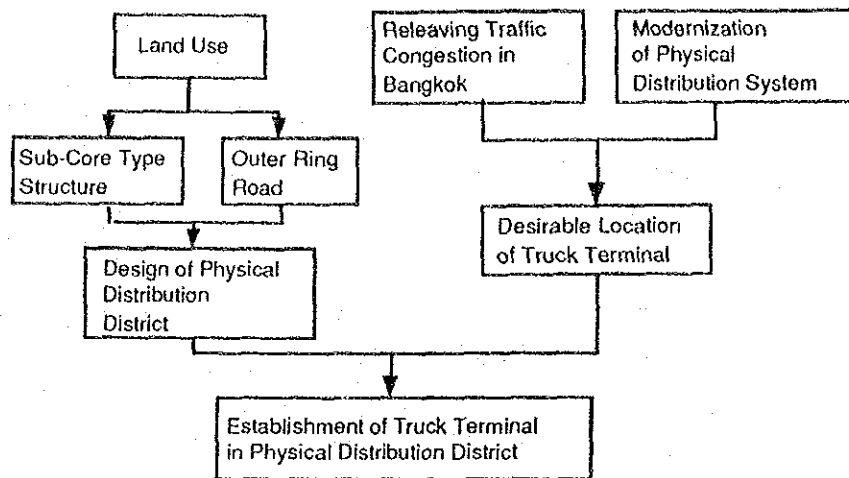 Land Use
Releaving Traffic
Congestion in
Bangkok
Modernization
of Physical
Distribution System
Sub-Core Type
Structure
Outer Ring
Road
Desirable Location
of Truck Terminal
Design of Physical
Distribution
District
Establishment of Truck Terminal
in Physical Distribution District